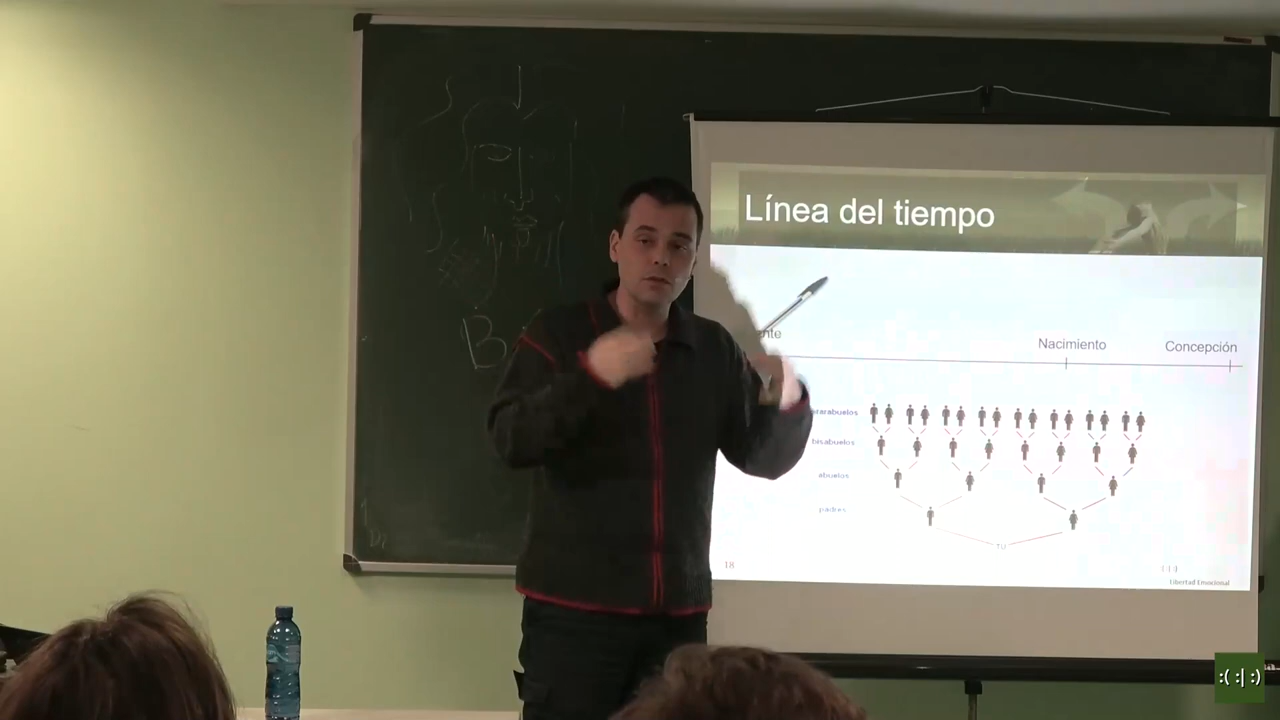 Línea del tiempo
Nacimiento
Concepción
bisabuelos
abuelos
padres
TU
18
:( :| :)
Libertad Emocional
B
:( :| :)